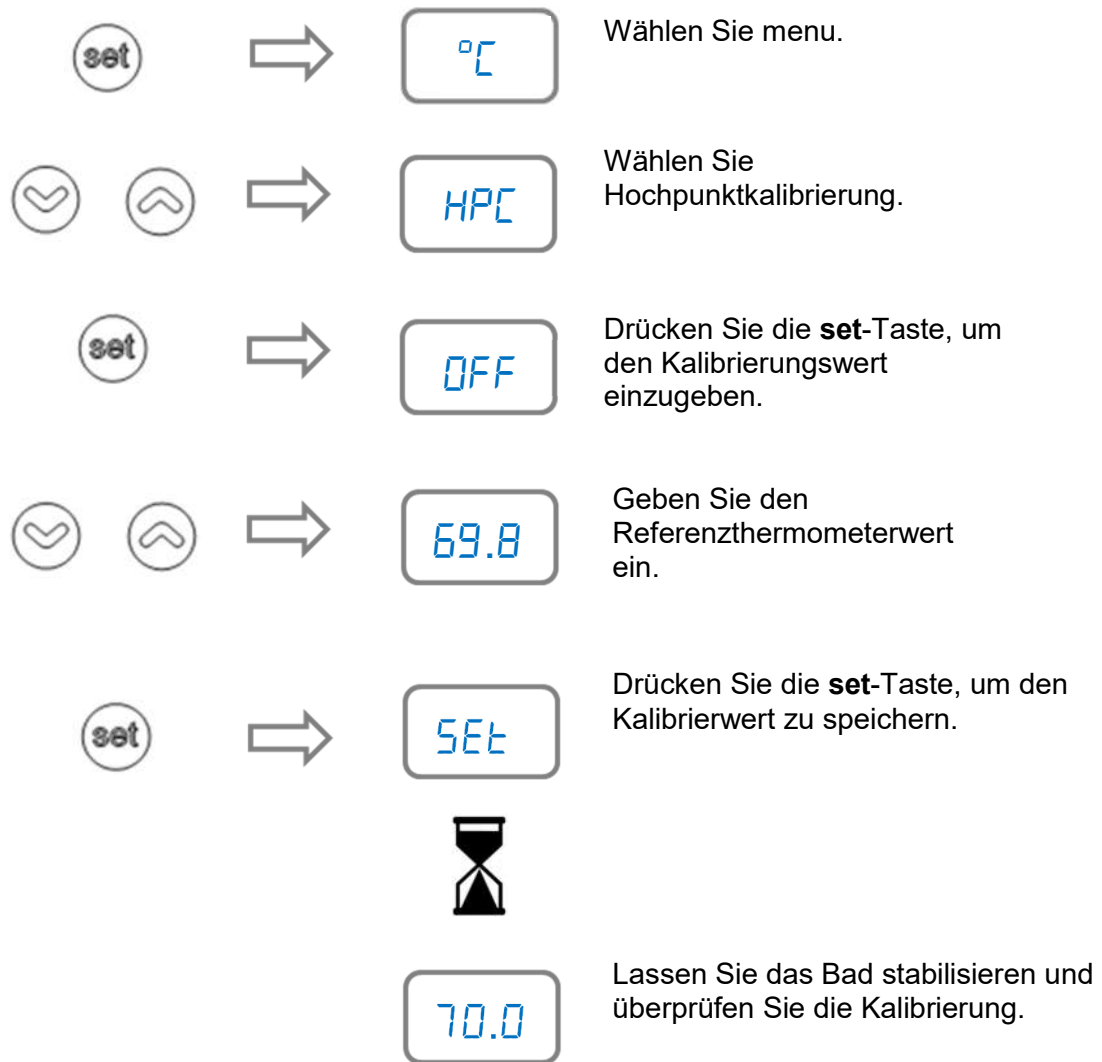 set
°C
Wählen Sie menu.
HPC
Wählen Sie
Hochpunktkalibrierung.
set
OFF
Drücken Sie die set-Taste, um
den Kalibrierungswert
einzugeben.
69.8
Geben Sie den
Referenzthermometerwert
ein.
set
SEt
Drücken Sie die set-Taste, um den
Kalibrierwert zu speichern.
70.0
Lassen Sie das Bad stabilisieren und
überprüfen Sie die Kalibrierung.